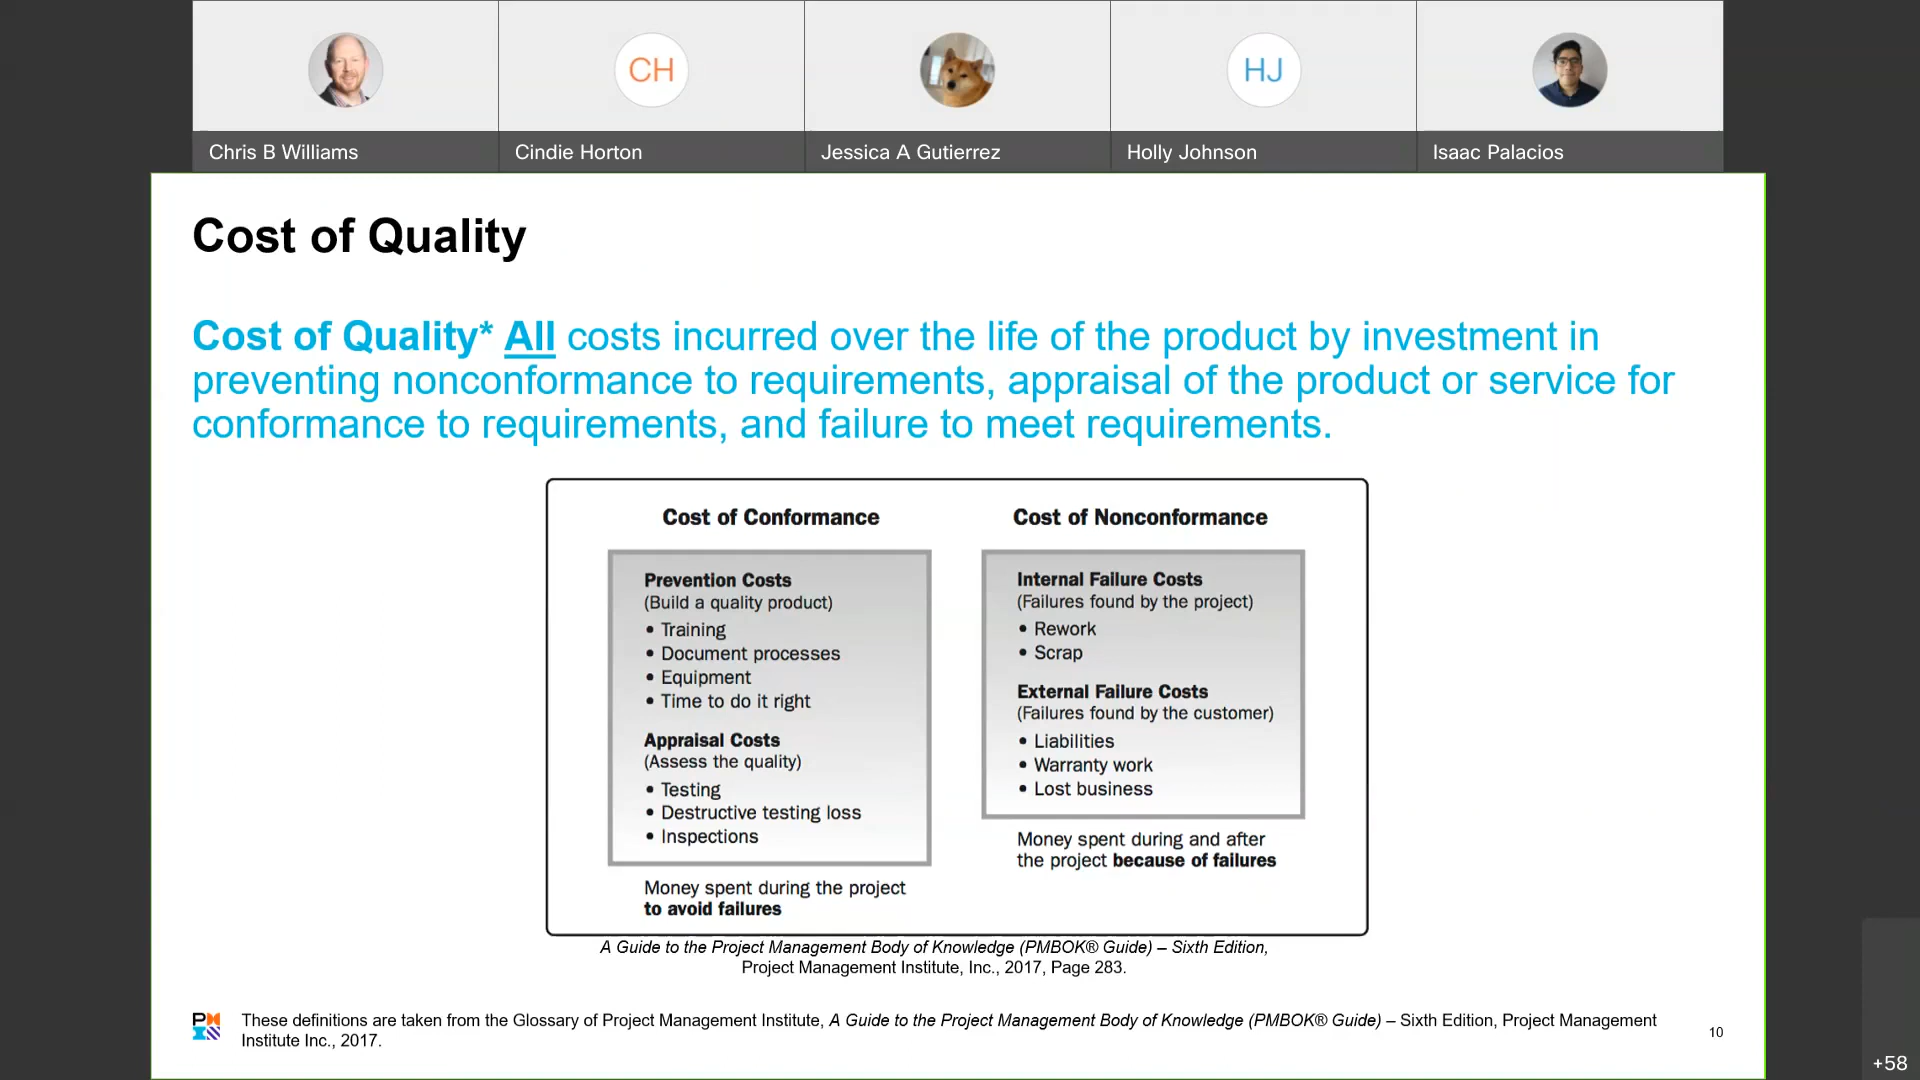 CH
HJ
Chris B Williams
Cindie Horton
Jessica A Gutierrez
Holly Johnson
Isaac Palacios
Cost of Quality
Cost of Quality* All costs incurred over the life of the product by investment in
preventing nonconformance to requirements, appraisal of the product or service for
conformance to requirements, and failure to meet requirements.
Cost of Conformance
Prevention Costs
(Build a quality product)
• Training
• Document processes
• Equipment
• Time to do it right
Appraisal Costs
(Assess the quality)
• Testing
• Destructive testing loss
• Inspections
Money spent during the project
to avoid failures
Cost of Nonconformance
Internal Failure Costs
(Failures found by the project)
• Rework
• Scrap
External Failure Costs
(Failures found by the customer)
• Liabilities
• Warranty work
• Lost business
Money spent during and after
the project because of failures
A Guide to the Project Management Body of Knowledge (PMBOK® Guide) – Sixth Edition,
Project Management Institute, Inc., 2017, Page 283.
These definitions are taken from the Glossary of Project Management Institute, A Guide to the Project Management Body of Knowledge (PMBOK® Guide) – Sixth Edition, Project Management
Institute Inc., 2017.
10
+58